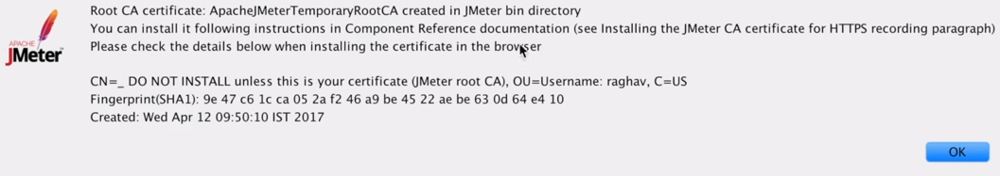 Root CA certificate: ApacheJMeterTemporaryRootCA created in JMeter bin directory
You can install it following instructions in Component Reference documentation (see Installing the JMeter CA certificate for HTTPS recording paragraph)
Please check the details below when installing the certificate in the browser
APACHE
JMeter
CN=_ DO NOT INSTALL unless this is your certificate (JMeter root CA), OU=Username: raghav, C=US
Fingerprint(SHA1): 9e 47 c6 1c ca 05 2a f2 46 a9 be 45 22 ae be 63 0d 64 e4 10
Created: Wed Apr 12 09:50:10 IST 2017
OK